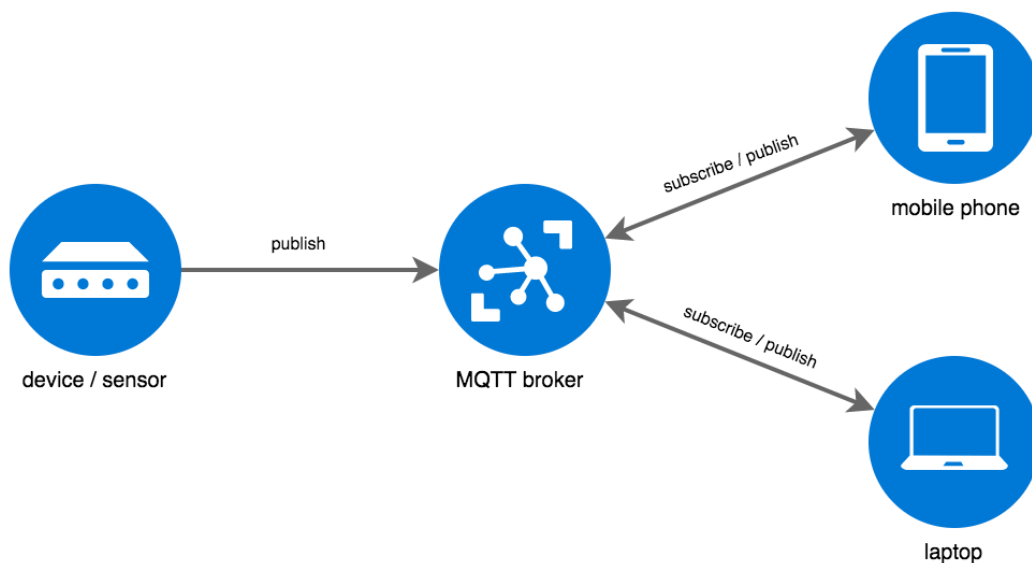 subscribe / publish
mobile phone
publish
device / sensor
MQTT broker
subscribe / publish
laptop